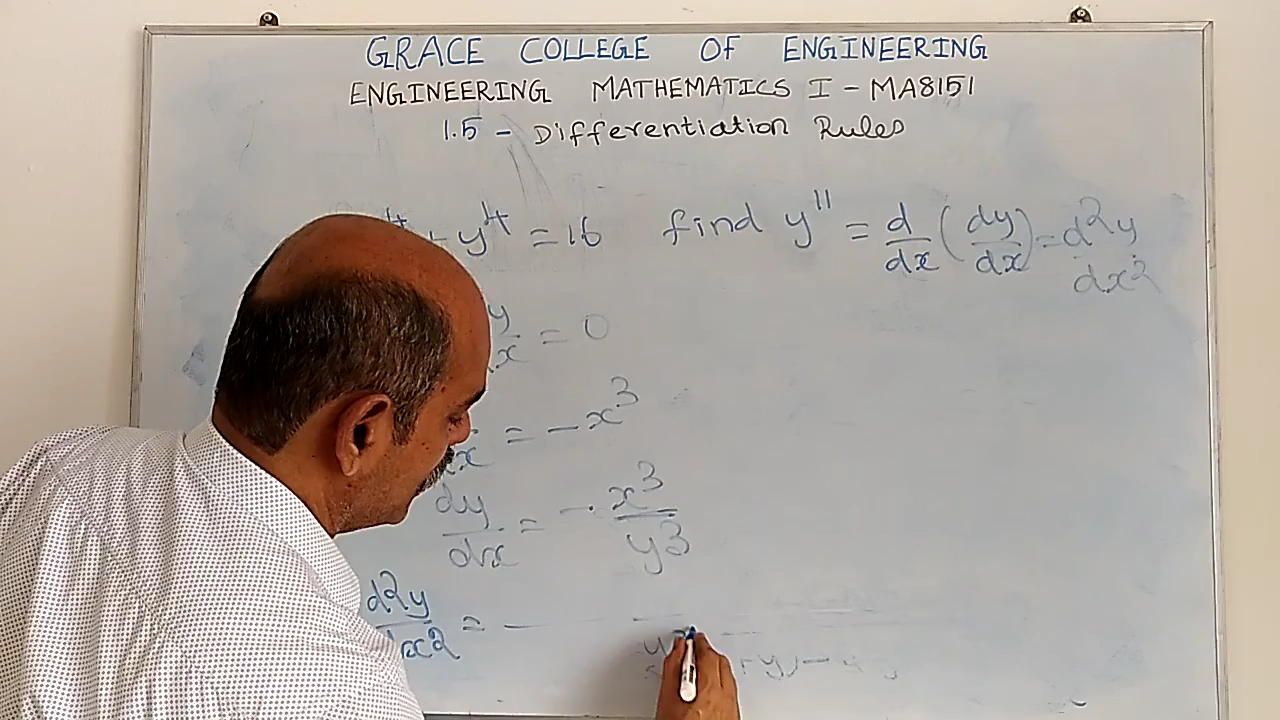 GRACE COLLEGE OF ENGINEERING
ENGINEERING MATHEMATICS I - MA8151
1.5 - Differentiation Rules
+ y⁴ = 16 find y'' = d/dx (dy/dx) = d²y/dx²
= 0
= -x³
dy/dx = - x³/y³
d²y/dx² = -